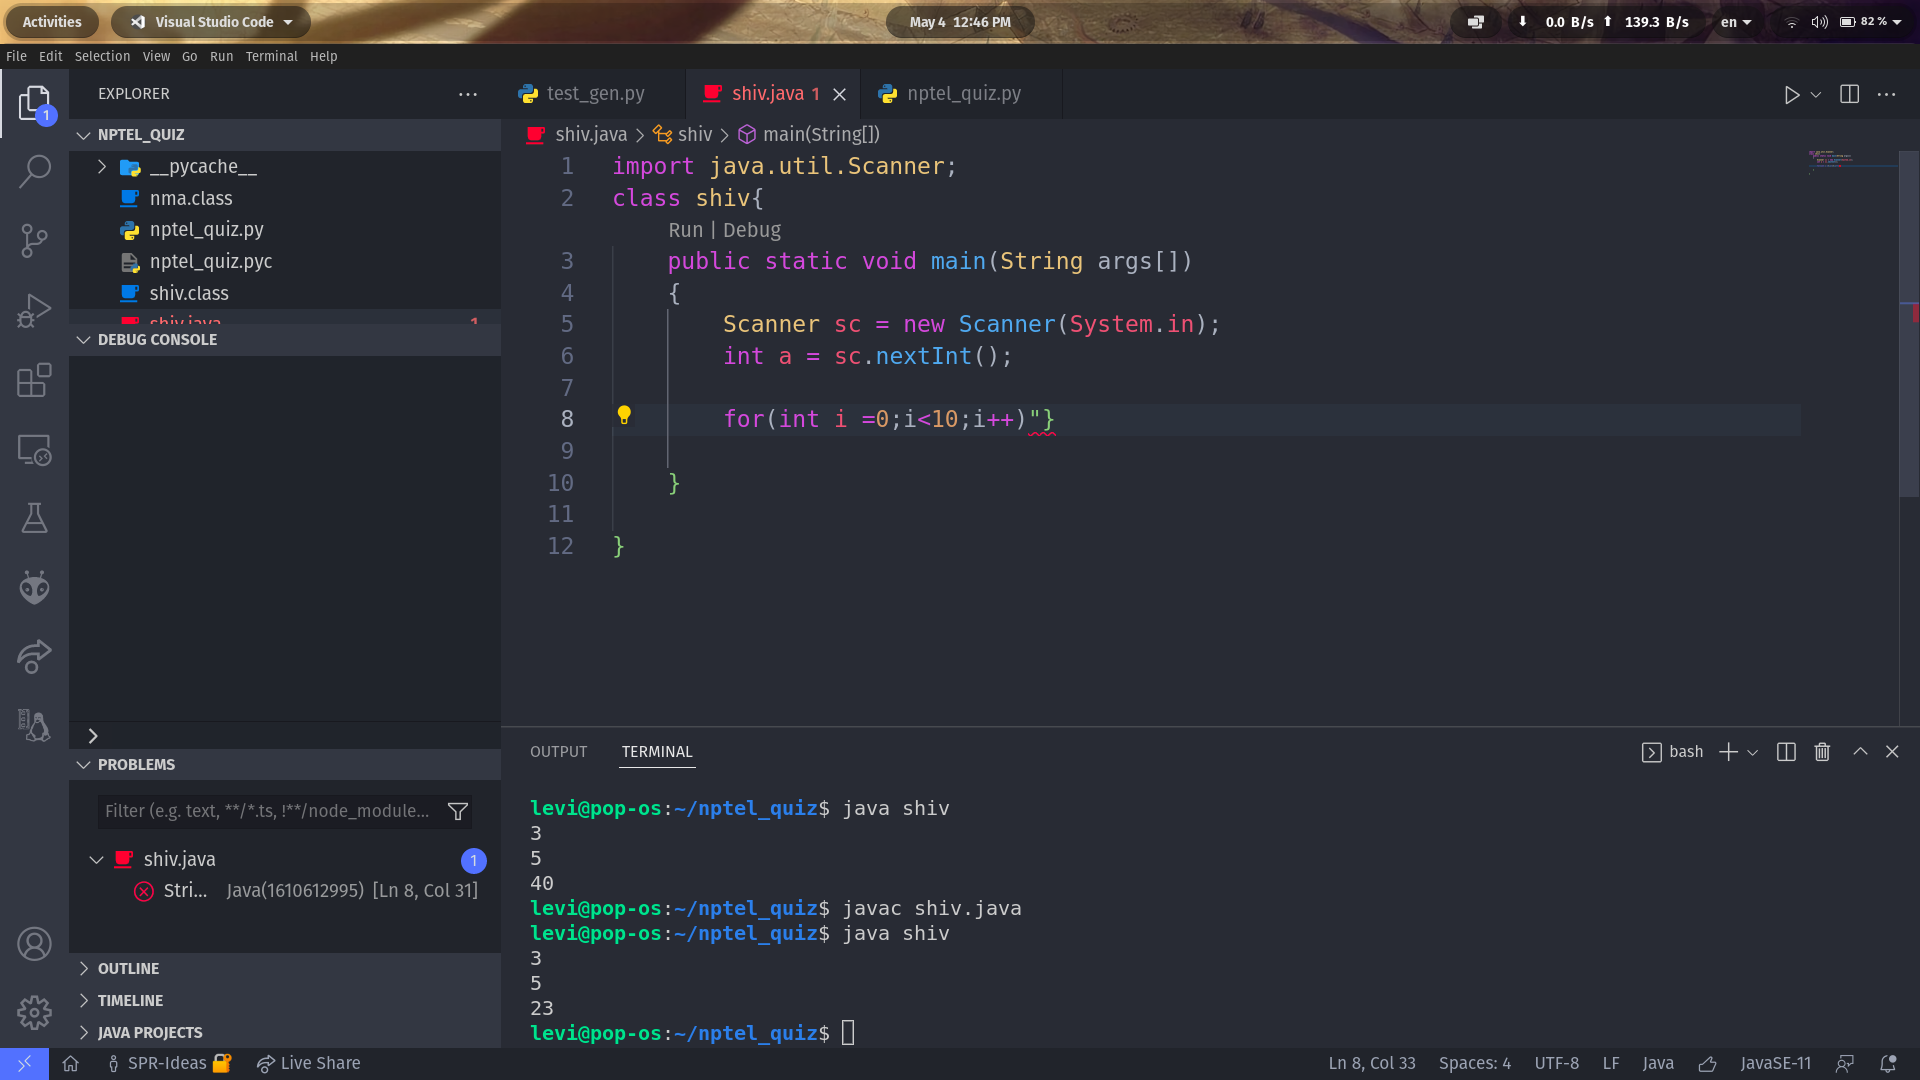 Activities Visual Studio Code May 4 12:46 PM 0.0 B/s 139.3 B/s en 82 %
File Edit Selection View Go Run Terminal Help
EXPLORER
1
NPTEL_QUIZ
__pycache__
nma.class
nptel_quiz.py
nptel_quiz.pyc
shiv.class
shiv.java 1
DEBUG CONSOLE
PROBLEMS
Filter (e.g. text, **/*.ts, !**/node_module...
shiv.java 1
Stri... Java(1610612995) [Ln 8, Col 31]
OUTLINE
TIMELINE
JAVA PROJECTS
test_gen.py shiv.java 1 nptel_quiz.py
shiv.java shiv main(String[])
1 import java.util.Scanner;
2 class shiv{
Run | Debug
3 public static void main(String args[])
4 {
5 Scanner sc = new Scanner(System.in);
6 int a = sc.nextInt();
7
8 for(int i =0;i<10;i++)"}
9
10 }
11
12 }
OUTPUT TERMINAL bash
levi@pop-os:~/nptel_quiz$ java shiv
3
5
40
levi@pop-os:~/nptel_quiz$ javac shiv.java
levi@pop-os:~/nptel_quiz$ java shiv
3
5
23
levi@pop-os:~/nptel_quiz$
SPR-Ideas Live Share Ln 8, Col 33 Spaces: 4 UTF-8 LF Java JavaSE-11